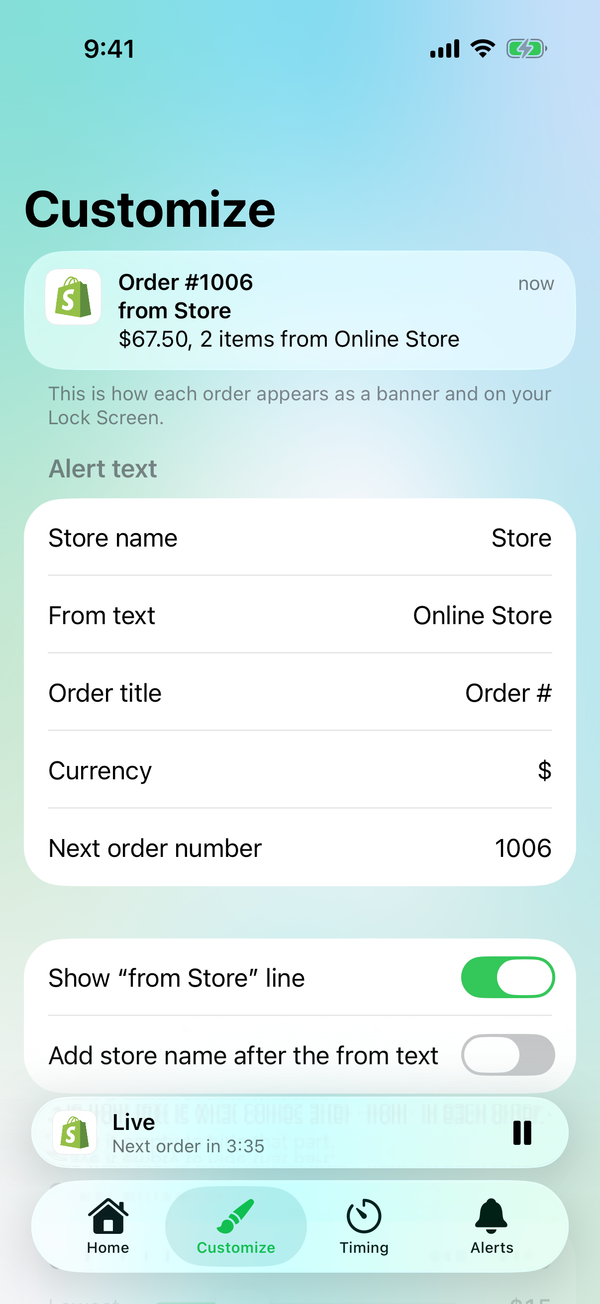 9:41
Customize
Order #1006
now
from Store
$67.50, 2 items from Online Store
This is how each order appears as a banner and on your
Lock Screen.
Alert text
Store name
Store
From text
Online Store
Order title
Order #
Currency
$
Next order number
1006
Show “from Store” line
Add store name after the from text
Live
Next order in 3:35
Home
Customize
Timing
Alerts
Lowest
$15